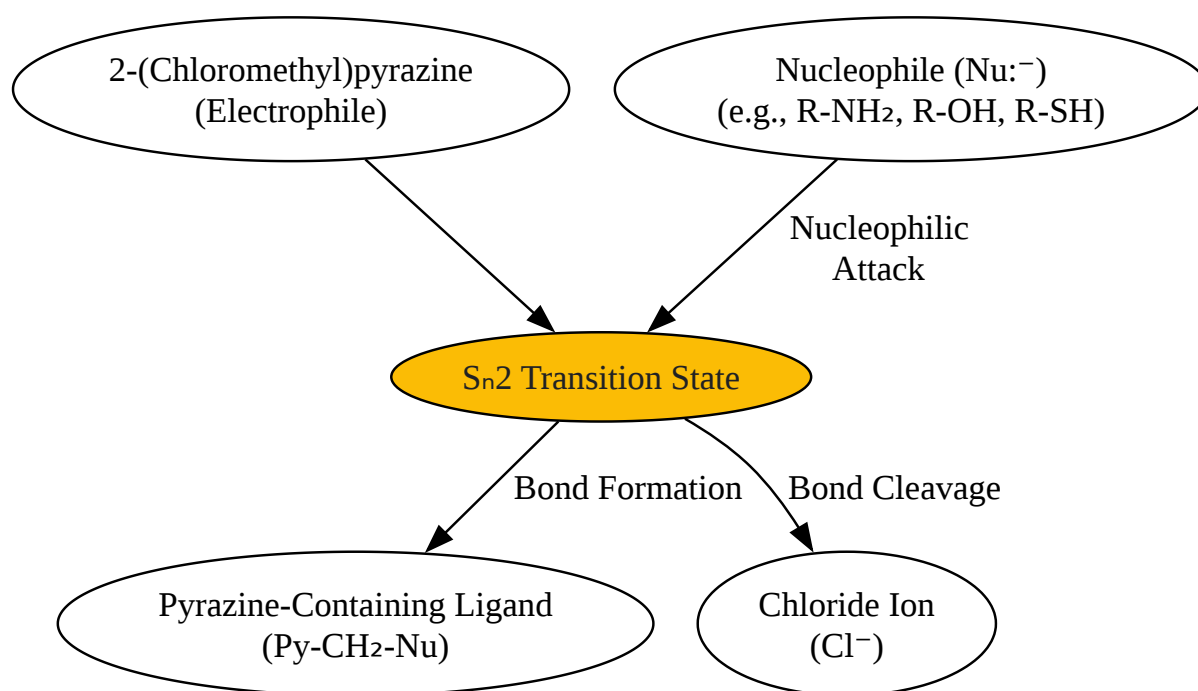 2-(Chloromethyl)pyrazine
(Electrophile)
Nucleophile (Nu:⁻)
(e.g., R-NH₂, R-OH, R-SH)
Nucleophilic
Attack
Sₙ2 Transition State
Bond Formation
Bond Cleavage
Pyrazine-Containing Ligand
(Py-CH₂-Nu)
Chloride Ion
(Cl⁻)